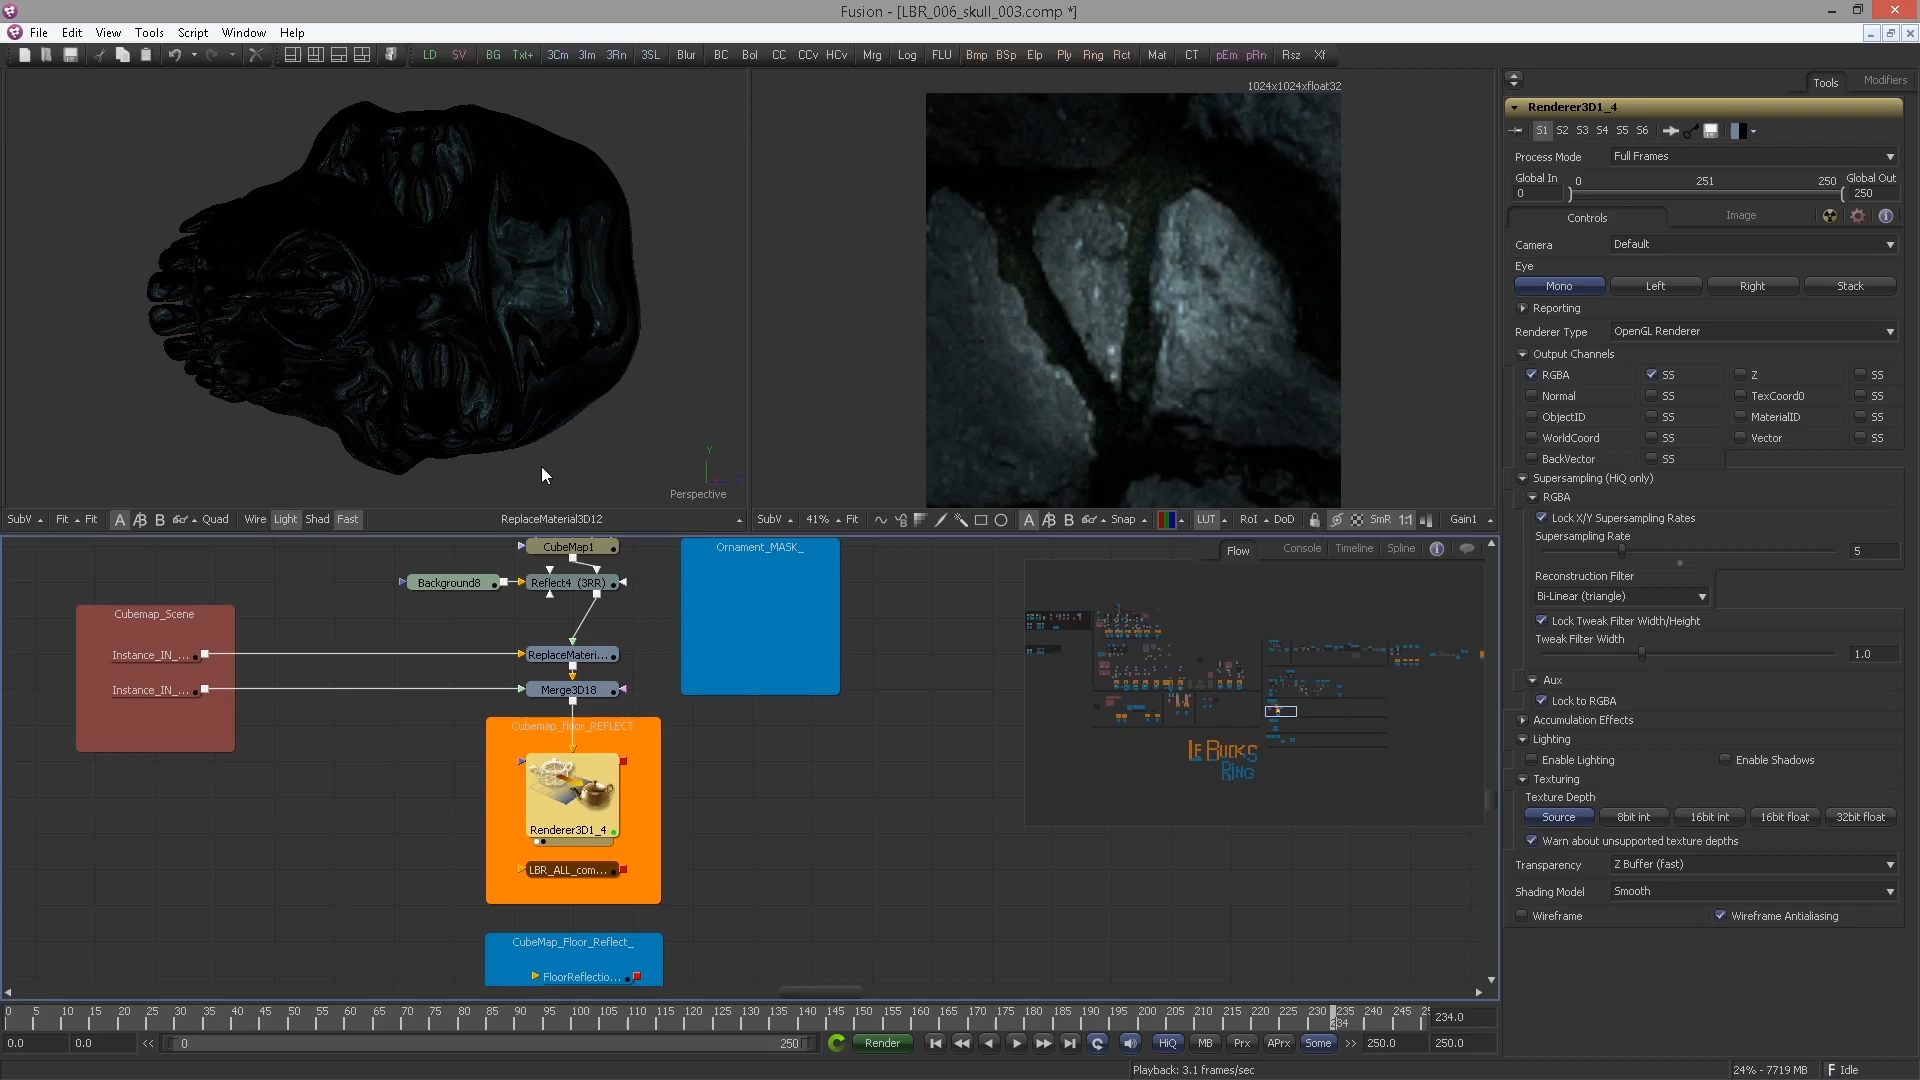 Fusion - [LBR_006_skull_003.comp *]
File Edit View Tools Script Window Help
LD SV BG Txt+ 3Cm 3Im 3Rn 3SL Blur BC Bol CC CCv HCv Mrg Log FLU Bmp BSp Elp Ply Rng Rct Mat CT pEm pRn Rsz Xf
1024x1024xfloat32
Y
Perspective
SubV Fit Fit A B Quad Wire Light Shad Fast ReplaceMaterial3D12
SubV 41% Fit A B Snap LUT RoI DoD SmR 1:1 Gain1
Flow Console Timeline Spline
CubeMap1
Background8
Reflect4 (3RR)
Ornament_MASK_
Cubemap_Scene
Instance_IN_...
Instance_IN_...
ReplaceMateri...
Merge3D18
Cubemap_floor_REFLECT
Renderer3D1_4
LBR_ALL_com...
CubeMap_Floor_Reflect_
FloorReflectio...
Le Bucks
Ring
Tools Modifiers
Renderer3D1_4
S1 S2 S3 S4 S5 S6
Process Mode Full Frames
Global In 0 251 250 Global Out
0 250
Controls Image
Camera Default
Eye
Mono Left Right Stack
Reporting
Renderer Type OpenGL Renderer
Output Channels
RGBA SS Z SS
Normal SS TexCoord0 SS
ObjectID SS MaterialID SS
WorldCoord SS Vector SS
BackVector SS
Supersampling (HiQ only)
RGBA
Lock X/Y Supersampling Rates
Supersampling Rate
5
Reconstruction Filter
Bi-Linear (triangle)
Lock Tweak Filter Width/Height
Tweak Filter Width
1.0
Aux
Lock to RGBA
Accumulation Effects
Lighting
Enable Lighting Enable Shadows
Texturing
Texture Depth
Source 8bit int 16bit int 16bit float 32bit float
Warn about unsupported texture depths
Transparency Z Buffer (fast)
Shading Model Smooth
Wireframe Wireframe Antialiasing
0 5 10 15 20 25 30 35 40 45 50 55 60 65 70 75 80 85 90 95 100 105 110 115 120 125 130 135 140 145 150 155 160 165 170 175 180 185 190 195 200 205 210 215 220 225 230 235 240 245
234.0
0.0 0.0 << 0 250 Render HiQ MB Prx APrx Some >> 250.0 250.0
Playback: 3.1 frames/sec 24% - 7719 MB Idle